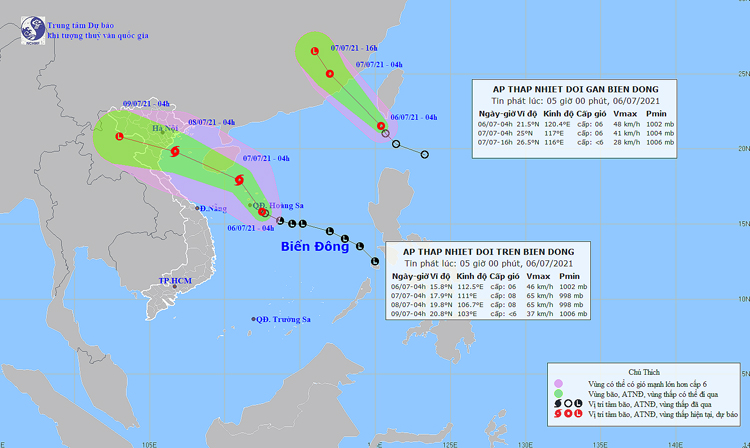 Trung tâm Dự báo
Khí tượng thuỷ văn quốc gia
07/07/21 - 16h
07/07/21 - 04h
25N
AP THAP NHIET DOI GAN BIEN DONG
Tin phát lúc: 05 giờ 00 phút, 06/07/2021
Ngày-giờ Vĩ độ Kinh độ Cấp gió Vmax Pmin
06/07-04h 21.5°N 120.4°E cấp: 06 48 km/h 1002 mb
07/07-04h 25°N 117°E cấp: 06 41 km/h 1004 mb
07/07-16h 26.5°N 116°E cấp: <6 28 km/h 1006 mb
09/07/21 - 04h
08/07/21 - 04h
06/07/21 - 04h
Hà Nội
20N
07/07/21 - 04h
Đ.Nẵng
QĐ. Hoàng Sa
15N
06/07/21 - 04h
Biển Đông
AP THAP NHIET DOI TREN BIEN DONG
Tin phát lúc: 05 giờ 00 phút, 06/07/2021
Ngày-giờ Vĩ độ Kinh độ Cấp gió Vmax Pmin
06/07-04h 15.8°N 112.5°E cấp: 06 46 km/h 1002 mb
07/07-04h 17.9°N 111°E cấp: 08 65 km/h 998 mb
08/07-04h 19.8°N 106.7°E cấp: 08 65 km/h 998 mb
09/07-04h 20.8°N 103°E cấp: <6 37 km/h 1006 mb
TP.HCM
10N
QĐ. Trường Sa
Chú Thích
Vùng có thể có gió mạnh lớn hơn cấp 6
Vùng bão, ATNĐ, vùng thấp có thể đi qua
Vị trí tâm bão, ATNĐ, vùng thấp đã qua
Vị trí tâm bão, ATNĐ, vùng thấp hiện tại, dự báo
105E
115E
130E
135E
140E